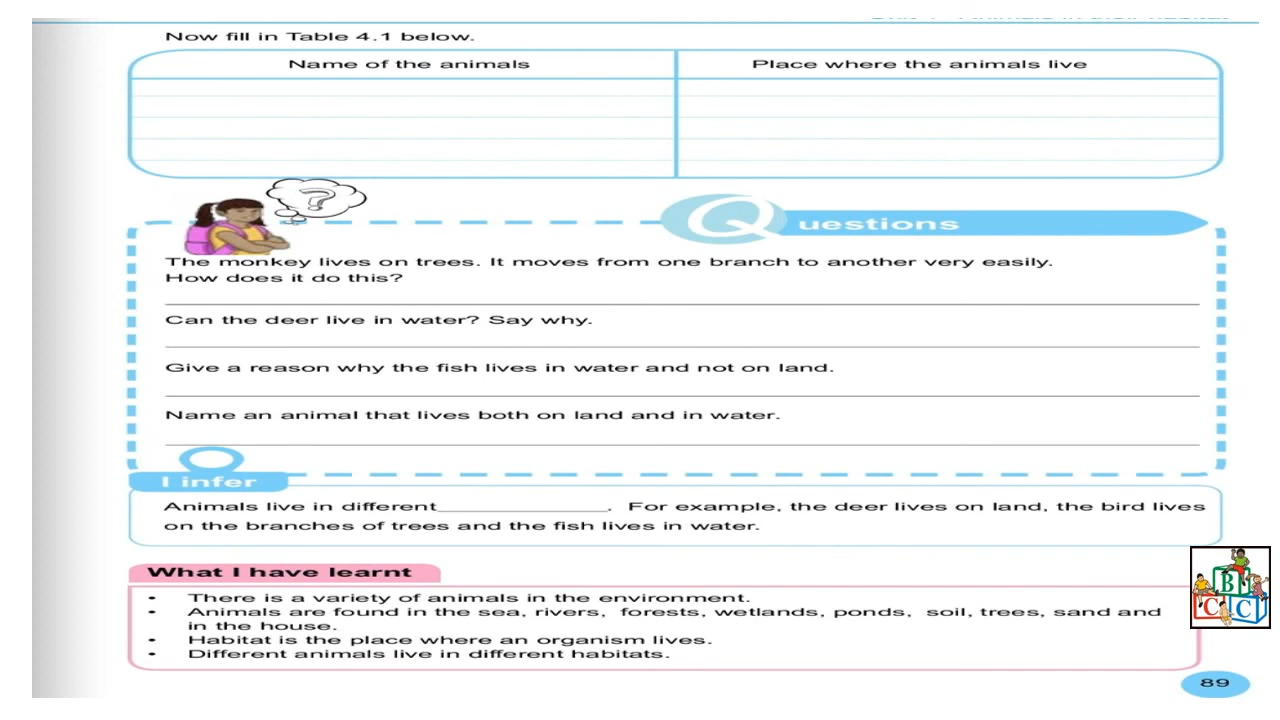 Now fill in Table 4.1 below.
Name of the animals
Place where the animals live
?
Questions
The monkey lives on trees. It moves from one branch to another very easily.
How does it do this?
Can the deer live in water? Say why.
Give a reason why the fish lives in water and not on land.
Name an animal that lives both on land and in water.
I infer
Animals live in different______________. For example, the deer lives on land, the bird lives
on the branches of trees and the fish lives in water.
What I have learnt
• There is a variety of animals in the environment.
• Animals are found in the sea, rivers, forests, wetlands, ponds, soil, trees, sand and
in the house.
• Habitat is the place where an organism lives.
• Different animals live in different habitats.
B
C C
89